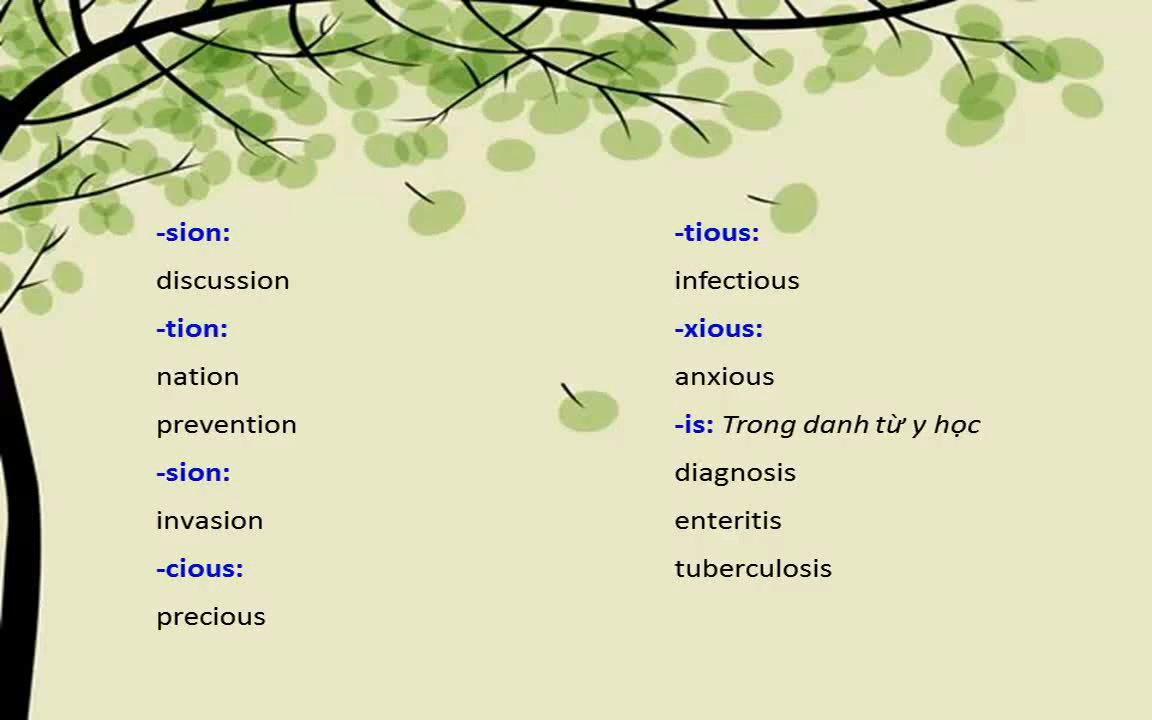 -sion:
discussion
-tion:
nation
prevention
-sion:
invasion
-cious:
precious
-tious:
infectious
-xious:
anxious
-is: Trong danh từ y học
diagnosis
enteritis
tuberculosis